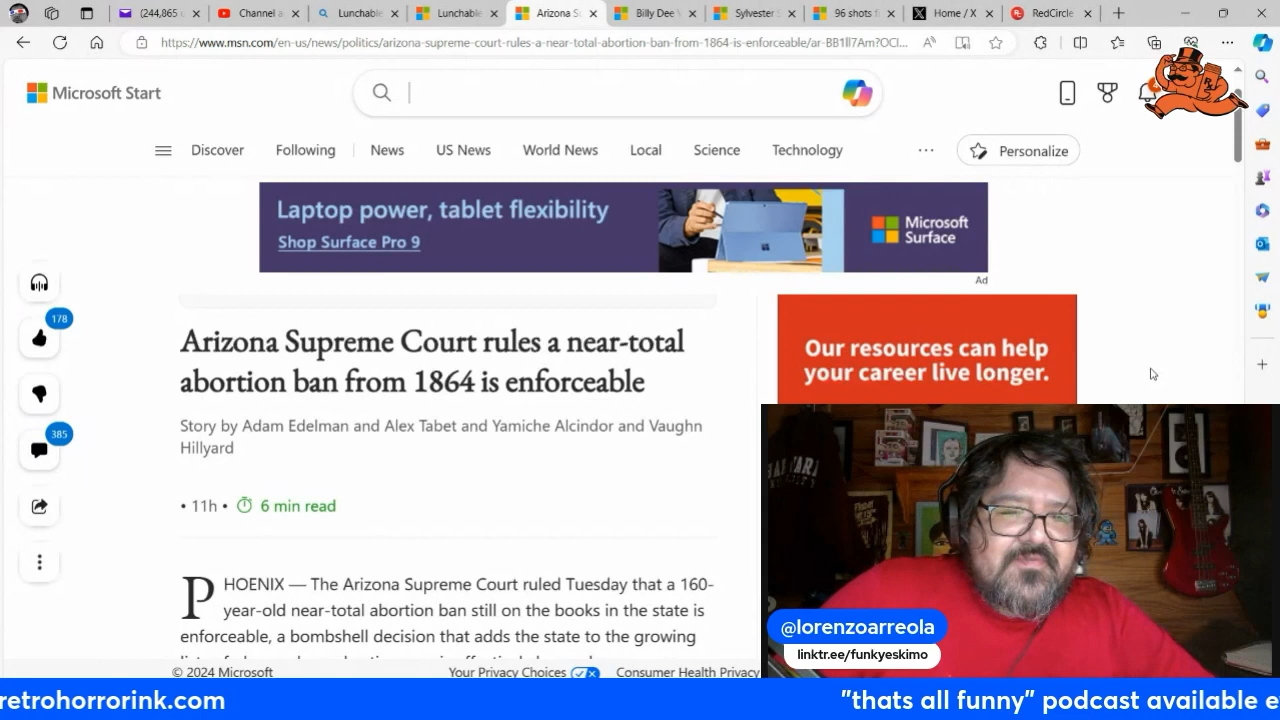 (244,865 u
Channel a
Lunchable
Lunchable
Arizona Su
Billy Dee V
Sylvester S
96 shots f
Home / X
RedCircle
https://www.msn.com/en-us/news/politics/arizona-supreme-court-rules-a-near-total-abortion-ban-from-1864-is-enforceable/ar-BB1ll7Am?OCI...
Microsoft Start
Discover
Following
News
US News
World News
Local
Science
Technology
Personalize
Laptop power, tablet flexibility
Shop Surface Pro 9
Microsoft
Surface
Ad
178
385
Arizona Supreme Court rules a near-total
abortion ban from 1864 is enforceable
Story by Adam Edelman and Alex Tabet and Yamiche Alcindor and Vaughn
Hillyard
• 11h •
6 min read
PHOENIX — The Arizona Supreme Court ruled Tuesday that a 160-
year-old near-total abortion ban still on the books in the state is
enforceable, a bombshell decision that adds the state to the growing
Our resources can help
your career live longer.
@lorenzoarreola
linktr.ee/funkyeskimo
© 2024 Microsoft
Your Privacy Choices
Consumer Health Privacy
retrohorrorink.com
"thats all funny" podcast available e